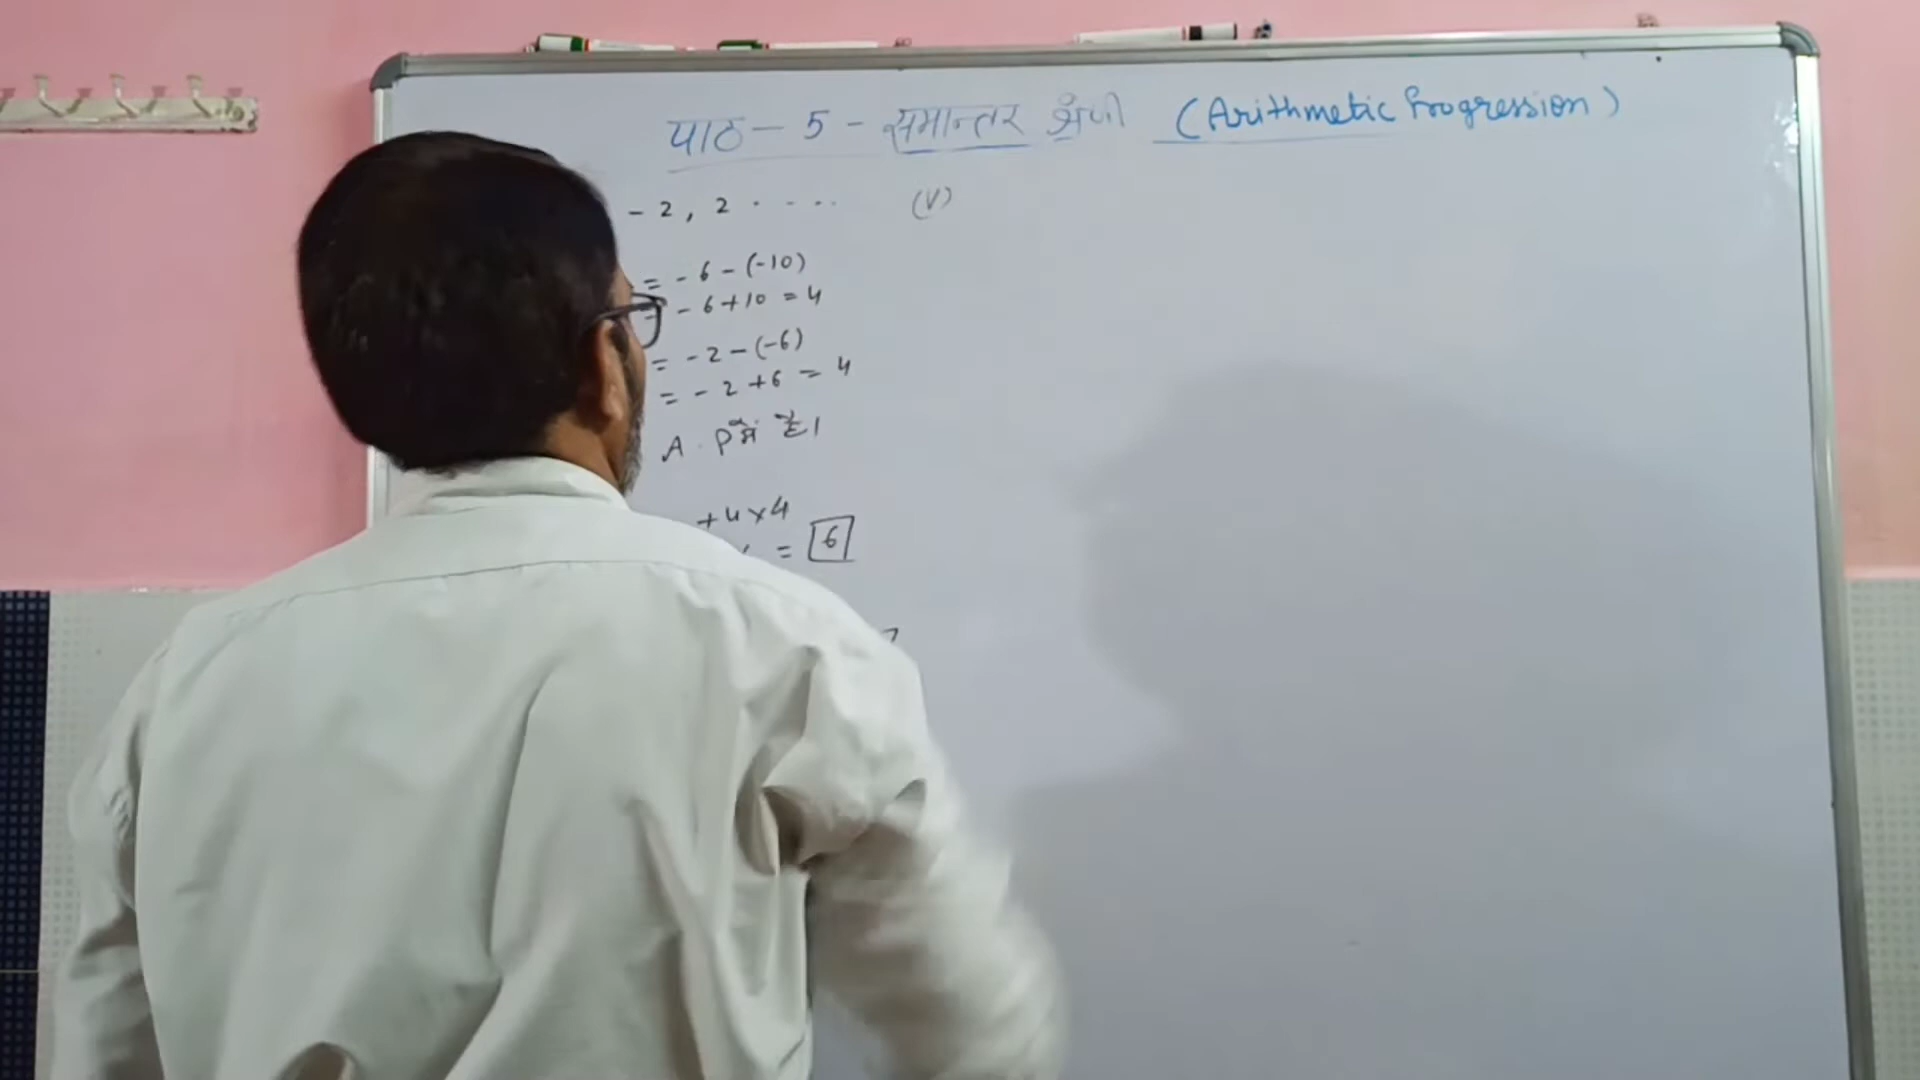 पाठ - 5 - समान्तर श्रेणी (Arithmetic Progression)
- 2 , 2 . . . . (V)
= - 6 - (-10)
= - 6 + 10 = 4
= - 2 - (-6)
= - 2 + 6 = 4
A . P में है।
+ 4 × 4
= 6